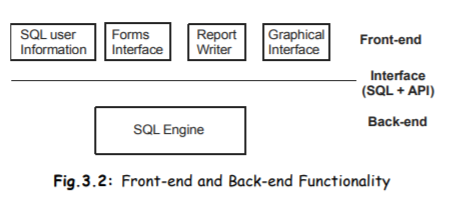 SQL user
Information
Forms
Interface
Report
Writer
Graphical
Interface
Front-end
Interface
(SQL + API)
Back-end
SQL Engine
Fig.3.2: Front-end and Back-end Functionality